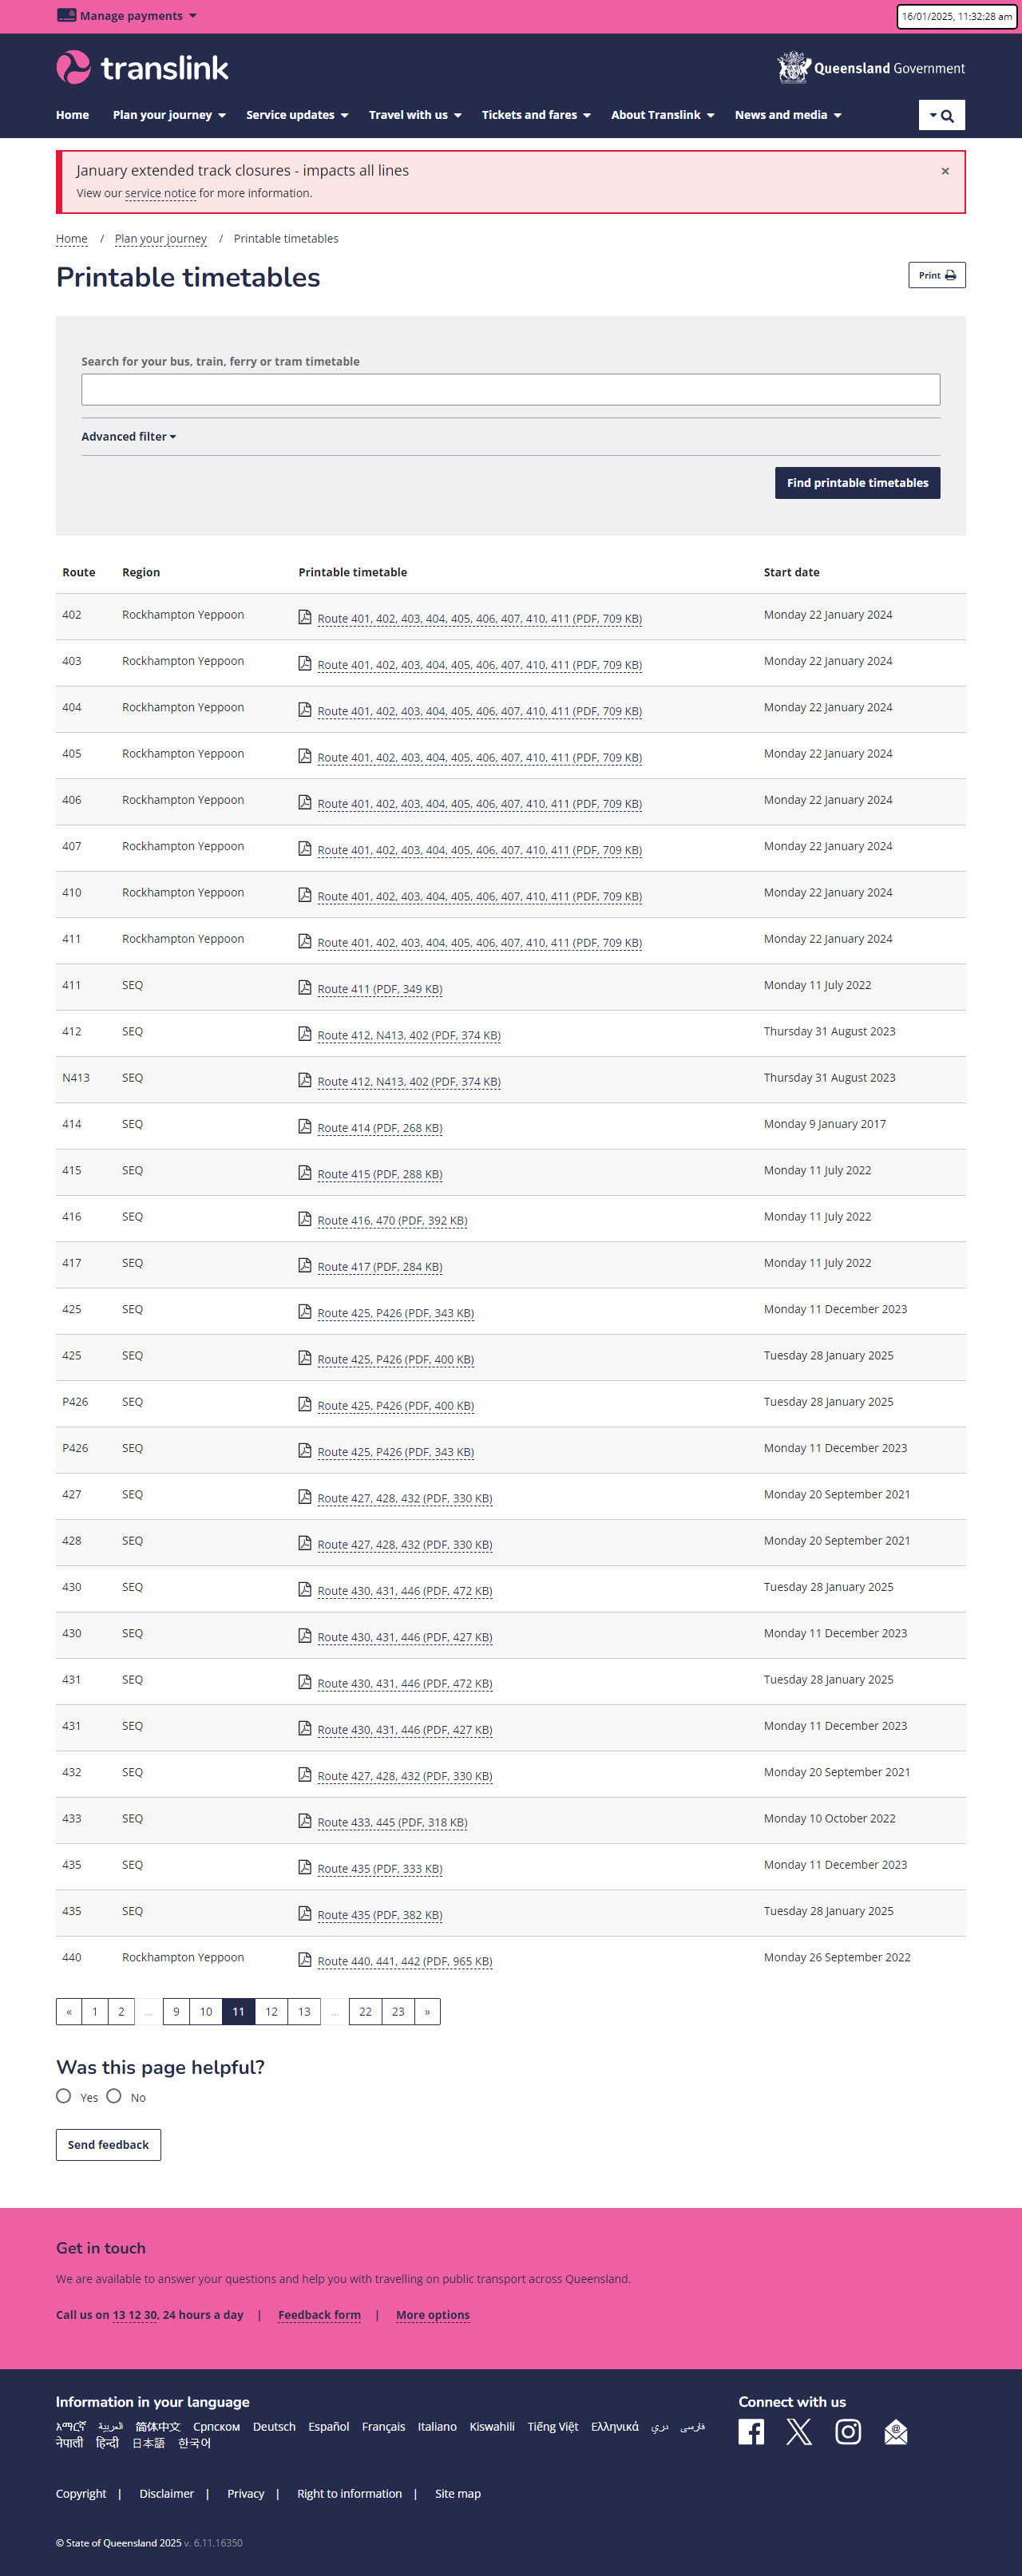 Manage payments
16/01/2025, 11:32:28 am
translink
Queensland Government
Home Plan your journey Service updates Travel with us Tickets and fares About Translink News and media
January extended track closures - impacts all lines ×
View our service notice for more information.
Home / Plan your journey / Printable timetables
Printable timetables
Print
Search for your bus, train, ferry or tram timetable
Advanced filter
Find printable timetables
Route Region Printable timetable Start date
402 Rockhampton Yeppoon Route 401, 402, 403, 404, 405, 406, 407, 410, 411 (PDF, 709 KB) Monday 22 January 2024
403 Rockhampton Yeppoon Route 401, 402, 403, 404, 405, 406, 407, 410, 411 (PDF, 709 KB) Monday 22 January 2024
404 Rockhampton Yeppoon Route 401, 402, 403, 404, 405, 406, 407, 410, 411 (PDF, 709 KB) Monday 22 January 2024
405 Rockhampton Yeppoon Route 401, 402, 403, 404, 405, 406, 407, 410, 411 (PDF, 709 KB) Monday 22 January 2024
406 Rockhampton Yeppoon Route 401, 402, 403, 404, 405, 406, 407, 410, 411 (PDF, 709 KB) Monday 22 January 2024
407 Rockhampton Yeppoon Route 401, 402, 403, 404, 405, 406, 407, 410, 411 (PDF, 709 KB) Monday 22 January 2024
410 Rockhampton Yeppoon Route 401, 402, 403, 404, 405, 406, 407, 410, 411 (PDF, 709 KB) Monday 22 January 2024
411 Rockhampton Yeppoon Route 401, 402, 403, 404, 405, 406, 407, 410, 411 (PDF, 709 KB) Monday 22 January 2024
411 SEQ Route 411 (PDF, 349 KB) Monday 11 July 2022
412 SEQ Route 412, N413, 402 (PDF, 374 KB) Thursday 31 August 2023
N413 SEQ Route 412, N413, 402 (PDF, 374 KB) Thursday 31 August 2023
414 SEQ Route 414 (PDF, 268 KB) Monday 9 January 2017
415 SEQ Route 415 (PDF, 288 KB) Monday 11 July 2022
416 SEQ Route 416, 470 (PDF, 392 KB) Monday 11 July 2022
417 SEQ Route 417 (PDF, 284 KB) Monday 11 July 2022
425 SEQ Route 425, P426 (PDF, 343 KB) Monday 11 December 2023
425 SEQ Route 425, P426 (PDF, 400 KB) Tuesday 28 January 2025
P426 SEQ Route 425, P426 (PDF, 400 KB) Tuesday 28 January 2025
P426 SEQ Route 425, P426 (PDF, 343 KB) Monday 11 December 2023
427 SEQ Route 427, 428, 432 (PDF, 330 KB) Monday 20 September 2021
428 SEQ Route 427, 428, 432 (PDF, 330 KB) Monday 20 September 2021
430 SEQ Route 430, 431, 446 (PDF, 472 KB) Tuesday 28 January 2025
430 SEQ Route 430, 431, 446 (PDF, 427 KB) Monday 11 December 2023
431 SEQ Route 430, 431, 446 (PDF, 472 KB) Tuesday 28 January 2025
431 SEQ Route 430, 431, 446 (PDF, 427 KB) Monday 11 December 2023
432 SEQ Route 427, 428, 432 (PDF, 330 KB) Monday 20 September 2021
433 SEQ Route 433, 445 (PDF, 318 KB) Monday 10 October 2022
435 SEQ Route 435 (PDF, 333 KB) Monday 11 December 2023
435 SEQ Route 435 (PDF, 382 KB) Tuesday 28 January 2025
440 Rockhampton Yeppoon Route 440, 441, 442 (PDF, 965 KB) Monday 26 September 2022
« 1 2 ... 9 10 11 12 13 ... 22 23 »
Was this page helpful?
Yes No
Send feedback
Get in touch
We are available to answer your questions and help you with travelling on public transport across Queensland.
Call us on 13 12 30, 24 hours a day | Feedback form | More options
Information in your language
አማርኛ العربية 简体中文 Српском Deutsch Español Français Italiano Kiswahili Tiếng Việt Ελληνικά دري فارسی
नेपाली हिन्दी 日本語 한국어
Connect with us
Copyright | Disclaimer | Privacy | Right to information | Site map
© State of Queensland 2025 v. 6.11.16350